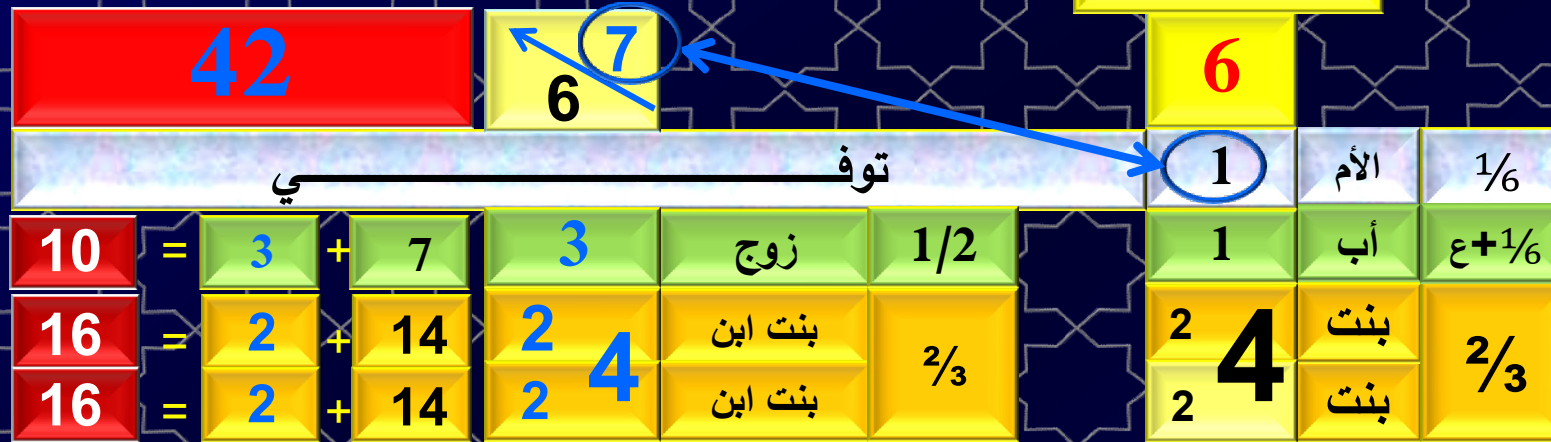 6 7 6 42
⅙ الأم 1 توفي
⅙+ع أب 1 1/2 زوج 3 7 + 3 = 10
⅔ بنت 2 4 ⅔ بنت ابن 2 4 14 + 2 = 16
بنت 2 بنت ابن 2 14 + 2 = 16